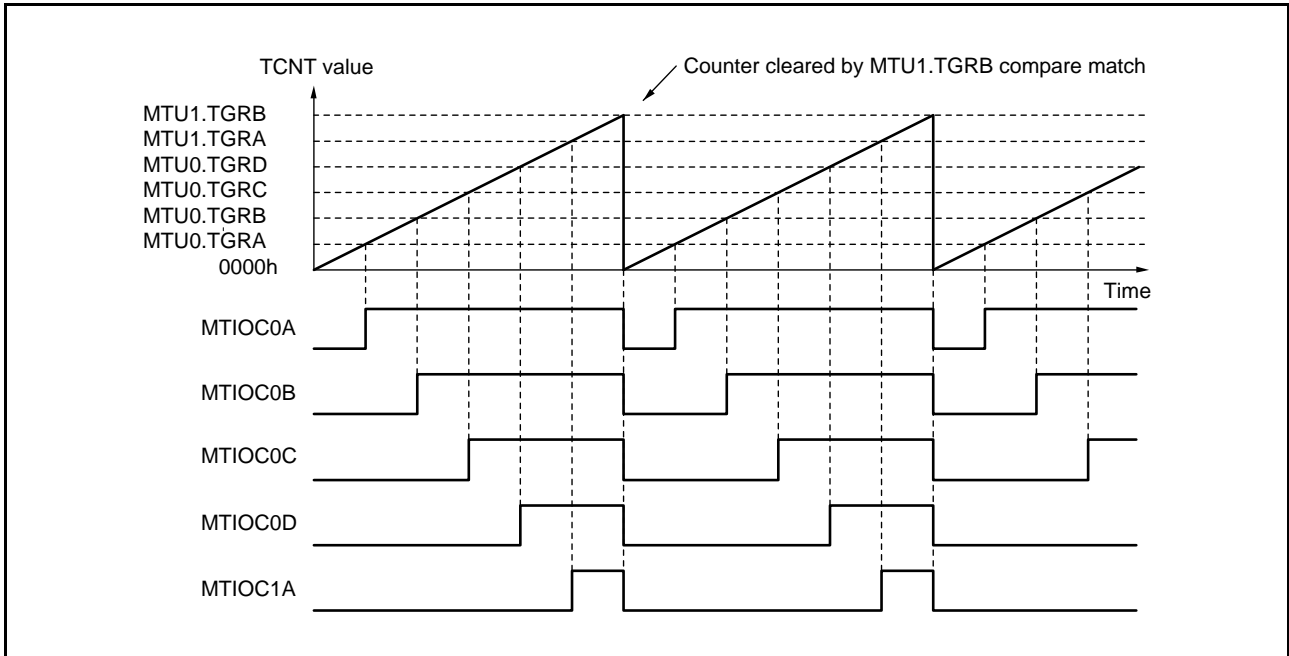 TCNT value
Counter cleared by MTU1.TGRB compare match
MTU1.TGRB
MTU1.TGRA
MTU0.TGRD
MTU0.TGRC
MTU0.TGRB
MTU0.TGRA
0000h
Time
MTIOC0A
MTIOC0B
MTIOC0C
MTIOC0D
MTIOC1A